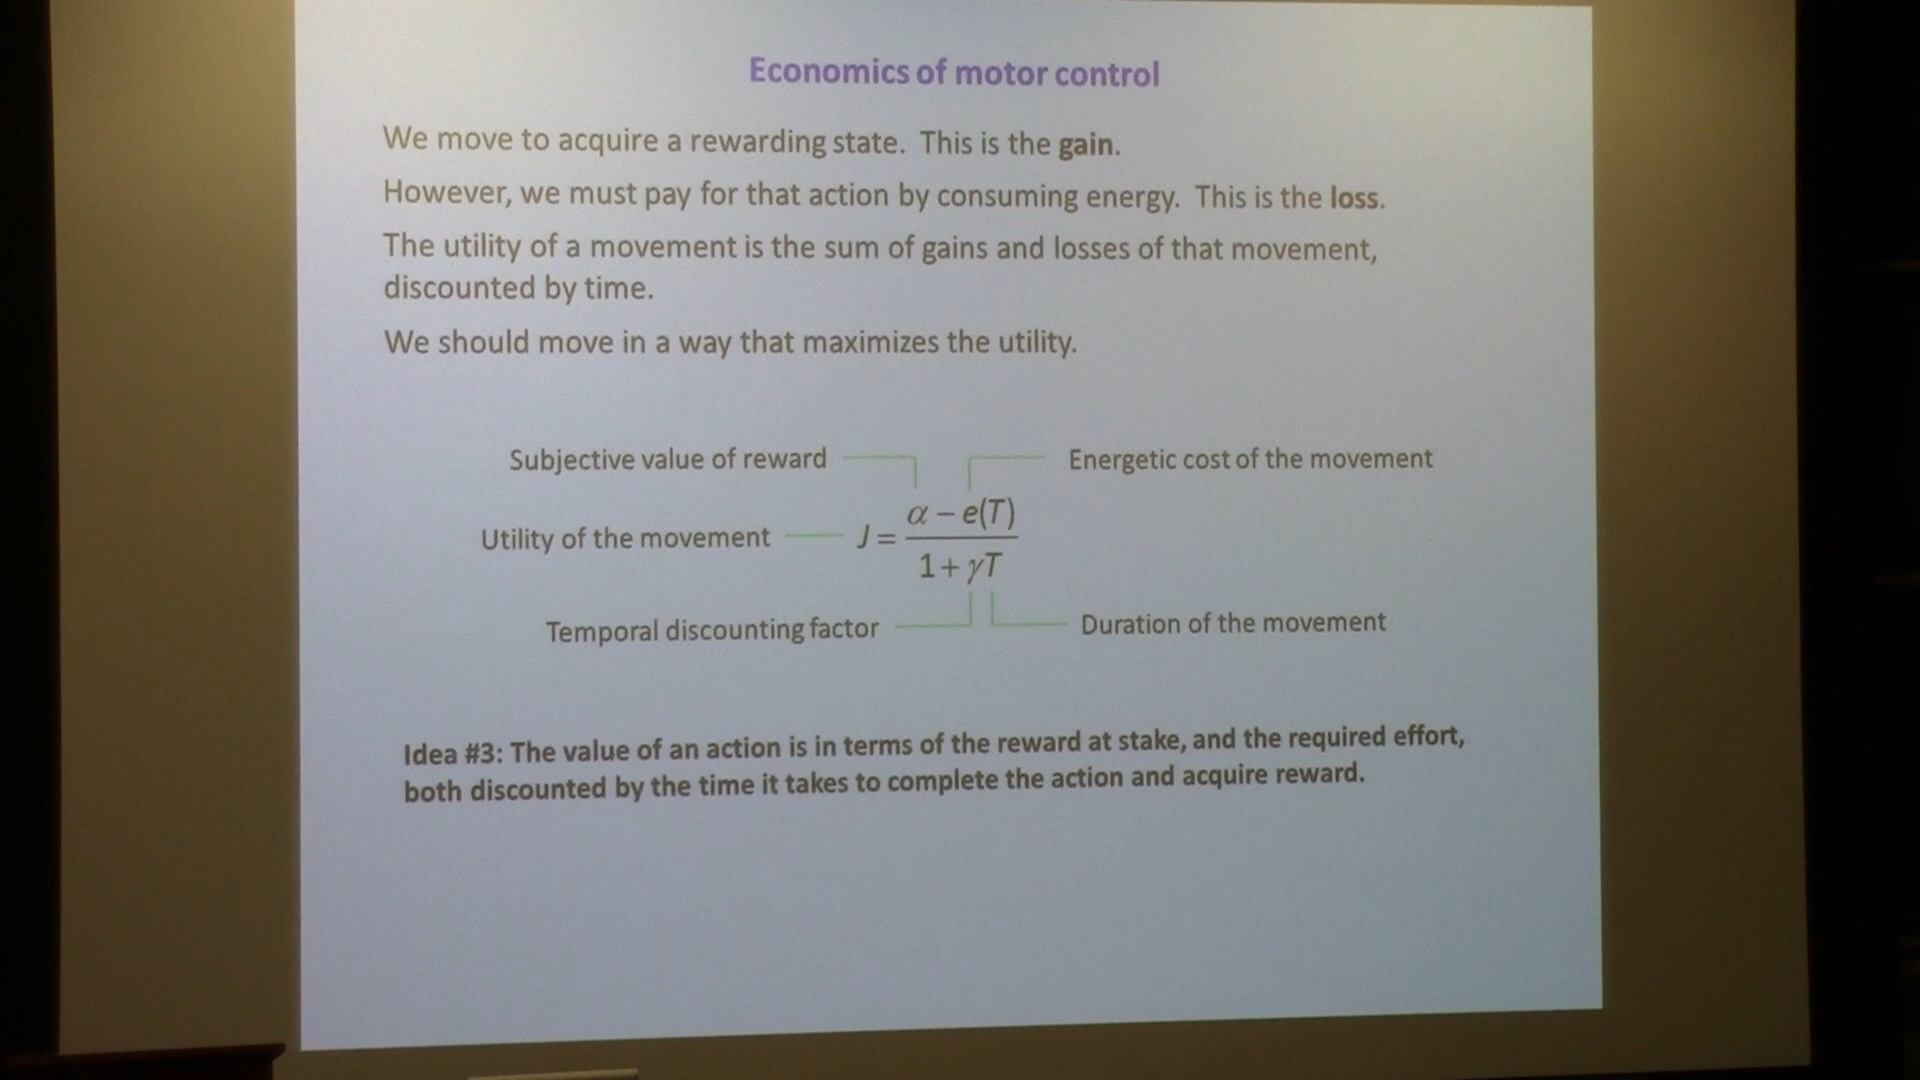 Economics of motor control
We move to acquire a rewarding state. This is the gain.
However, we must pay for that action by consuming energy. This is the loss.
The utility of a movement is the sum of gains and losses of that movement,
discounted by time.
We should move in a way that maximizes the utility.
Subjective value of reward
Energetic cost of the movement
Utility of the movement
J = (α − e(T)) / (1 + γT)
Temporal discounting factor
Duration of the movement
Idea #3: The value of an action is in terms of the reward at stake, and the required effort,
both discounted by the time it takes to complete the action and acquire reward.